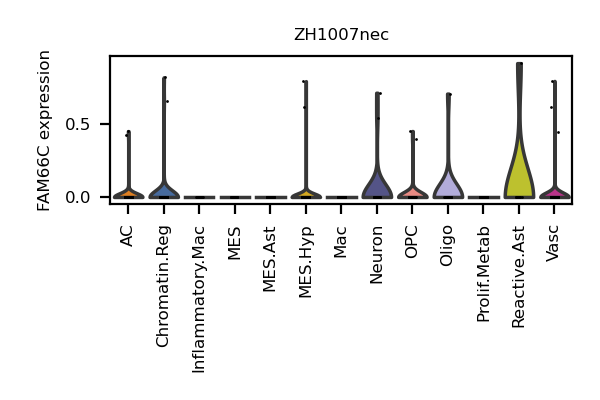 ZH1007nec
FAM66C expression
0.5
0.0
AC
Chromatin.Reg
Inflammatory.Mac
MES
MES.Ast
MES.Hyp
Mac
Neuron
OPC
Oligo
Prolif.Metab
Reactive.Ast
Vasc